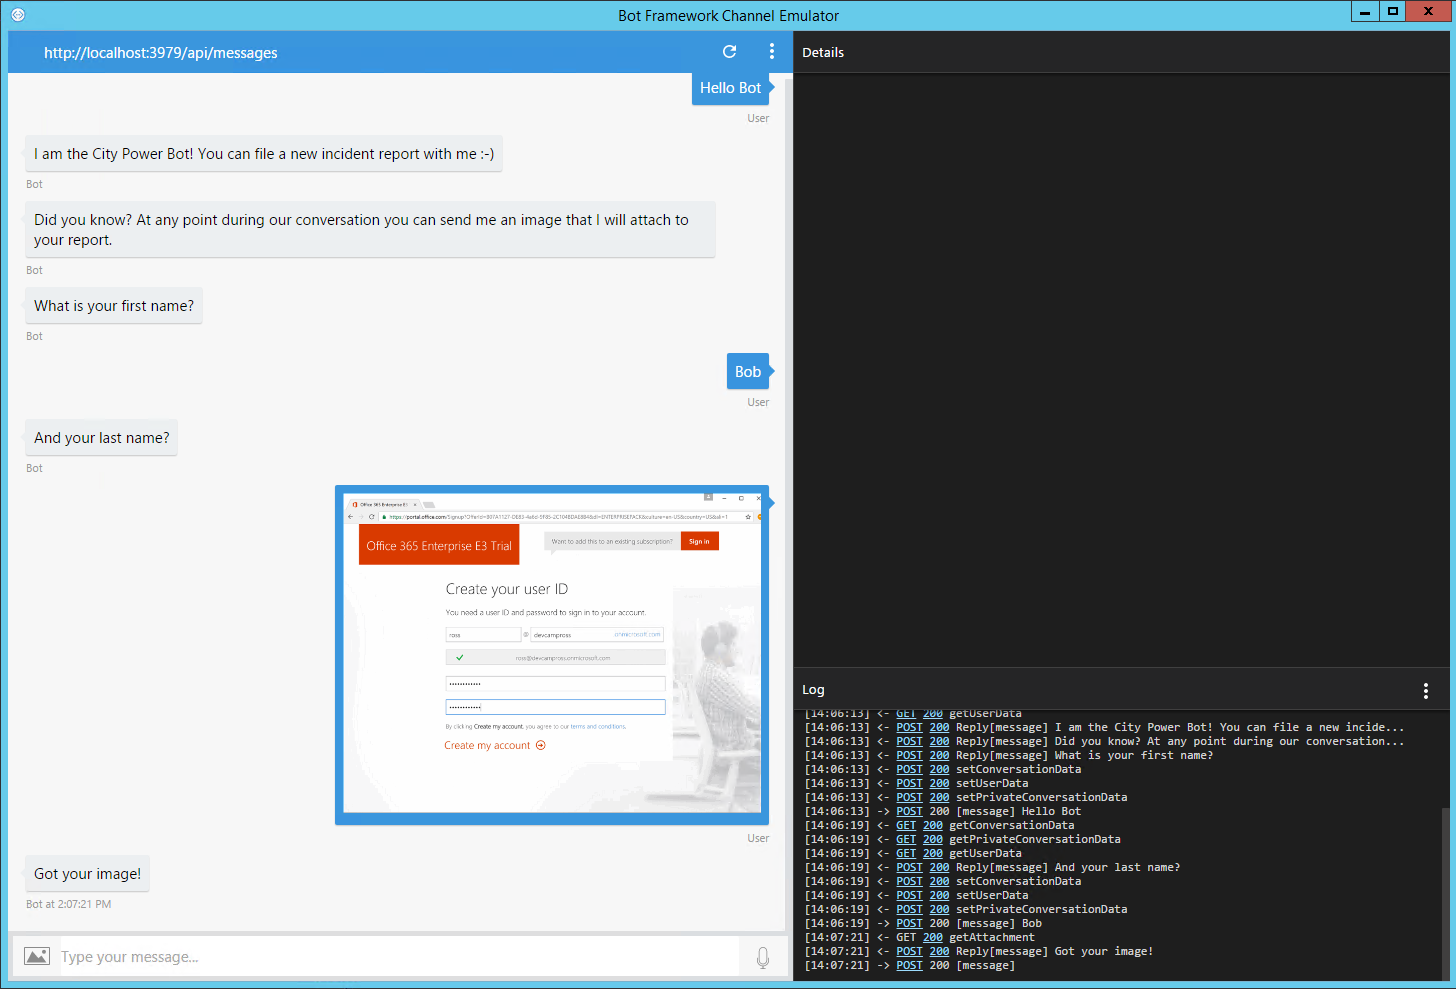 Bot Framework Channel Emulator
http://localhost:3979/api/messages
Hello Bot
User
I am the City Power Bot! You can file a new incident report with me :-)
Bot
Did you know? At any point during our conversation you can send me an image that I will attach to
your report.
Bot
What is your first name?
Bot
Bob
User
And your last name?
Bot
Office 365 Enterprise E3
Office 365 Enterprise E3 Trial
Want to add this to an existing subscription?
Sign in
Create your user ID
You need a user ID and password to sign in to your account.
ross @ devcampross .onmicrosoft.com
ross@devcampross.onmicrosoft.com
By clicking Create my account, you agree to our terms and conditions.
Create my account
User
Got your image!
Bot at 2:07:21 PM
Type your message...
Details
Log
[14:06:13] <- GET 200 getUserData
[14:06:13] <- POST 200 Reply[message] I am the City Power Bot! You can file a new incide...
[14:06:13] <- POST 200 Reply[message] Did you know? At any point during our conversation...
[14:06:13] <- POST 200 Reply[message] What is your first name?
[14:06:13] <- POST 200 setConversationData
[14:06:13] <- POST 200 setUserData
[14:06:13] <- POST 200 setPrivateConversationData
[14:06:13] -> POST 200 [message] Hello Bot
[14:06:19] <- GET 200 getConversationData
[14:06:19] <- GET 200 getPrivateConversationData
[14:06:19] <- GET 200 getUserData
[14:06:19] <- POST 200 Reply[message] And your last name?
[14:06:19] <- POST 200 setConversationData
[14:06:19] <- POST 200 setUserData
[14:06:19] <- POST 200 setPrivateConversationData
[14:06:19] -> POST 200 [message] Bob
[14:07:21] <- GET 200 getAttachment
[14:07:21] <- POST 200 Reply[message] Got your image!
[14:07:21] -> POST 200 [message]